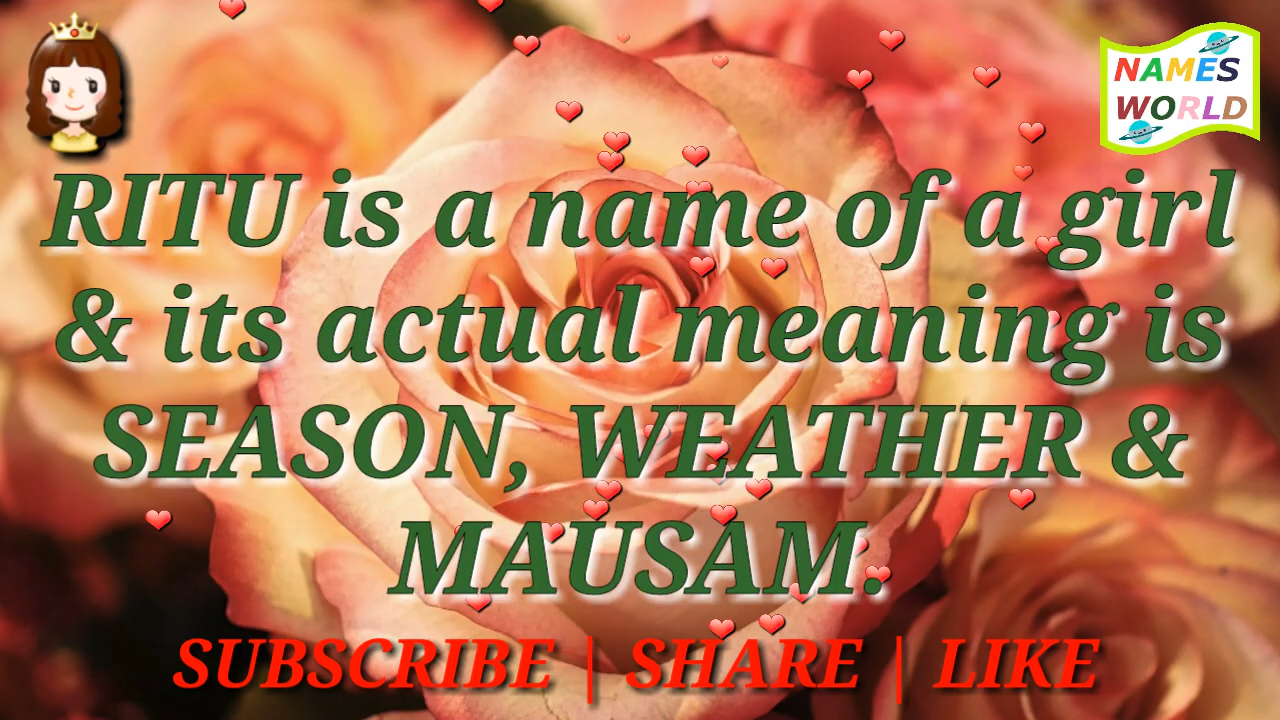 NAMES
WORLD
RITU is a name of a girl
& its actual meaning is
SEASON, WEATHER &
MAUSAM.
SUBSCRIBE | SHARE | LIKE